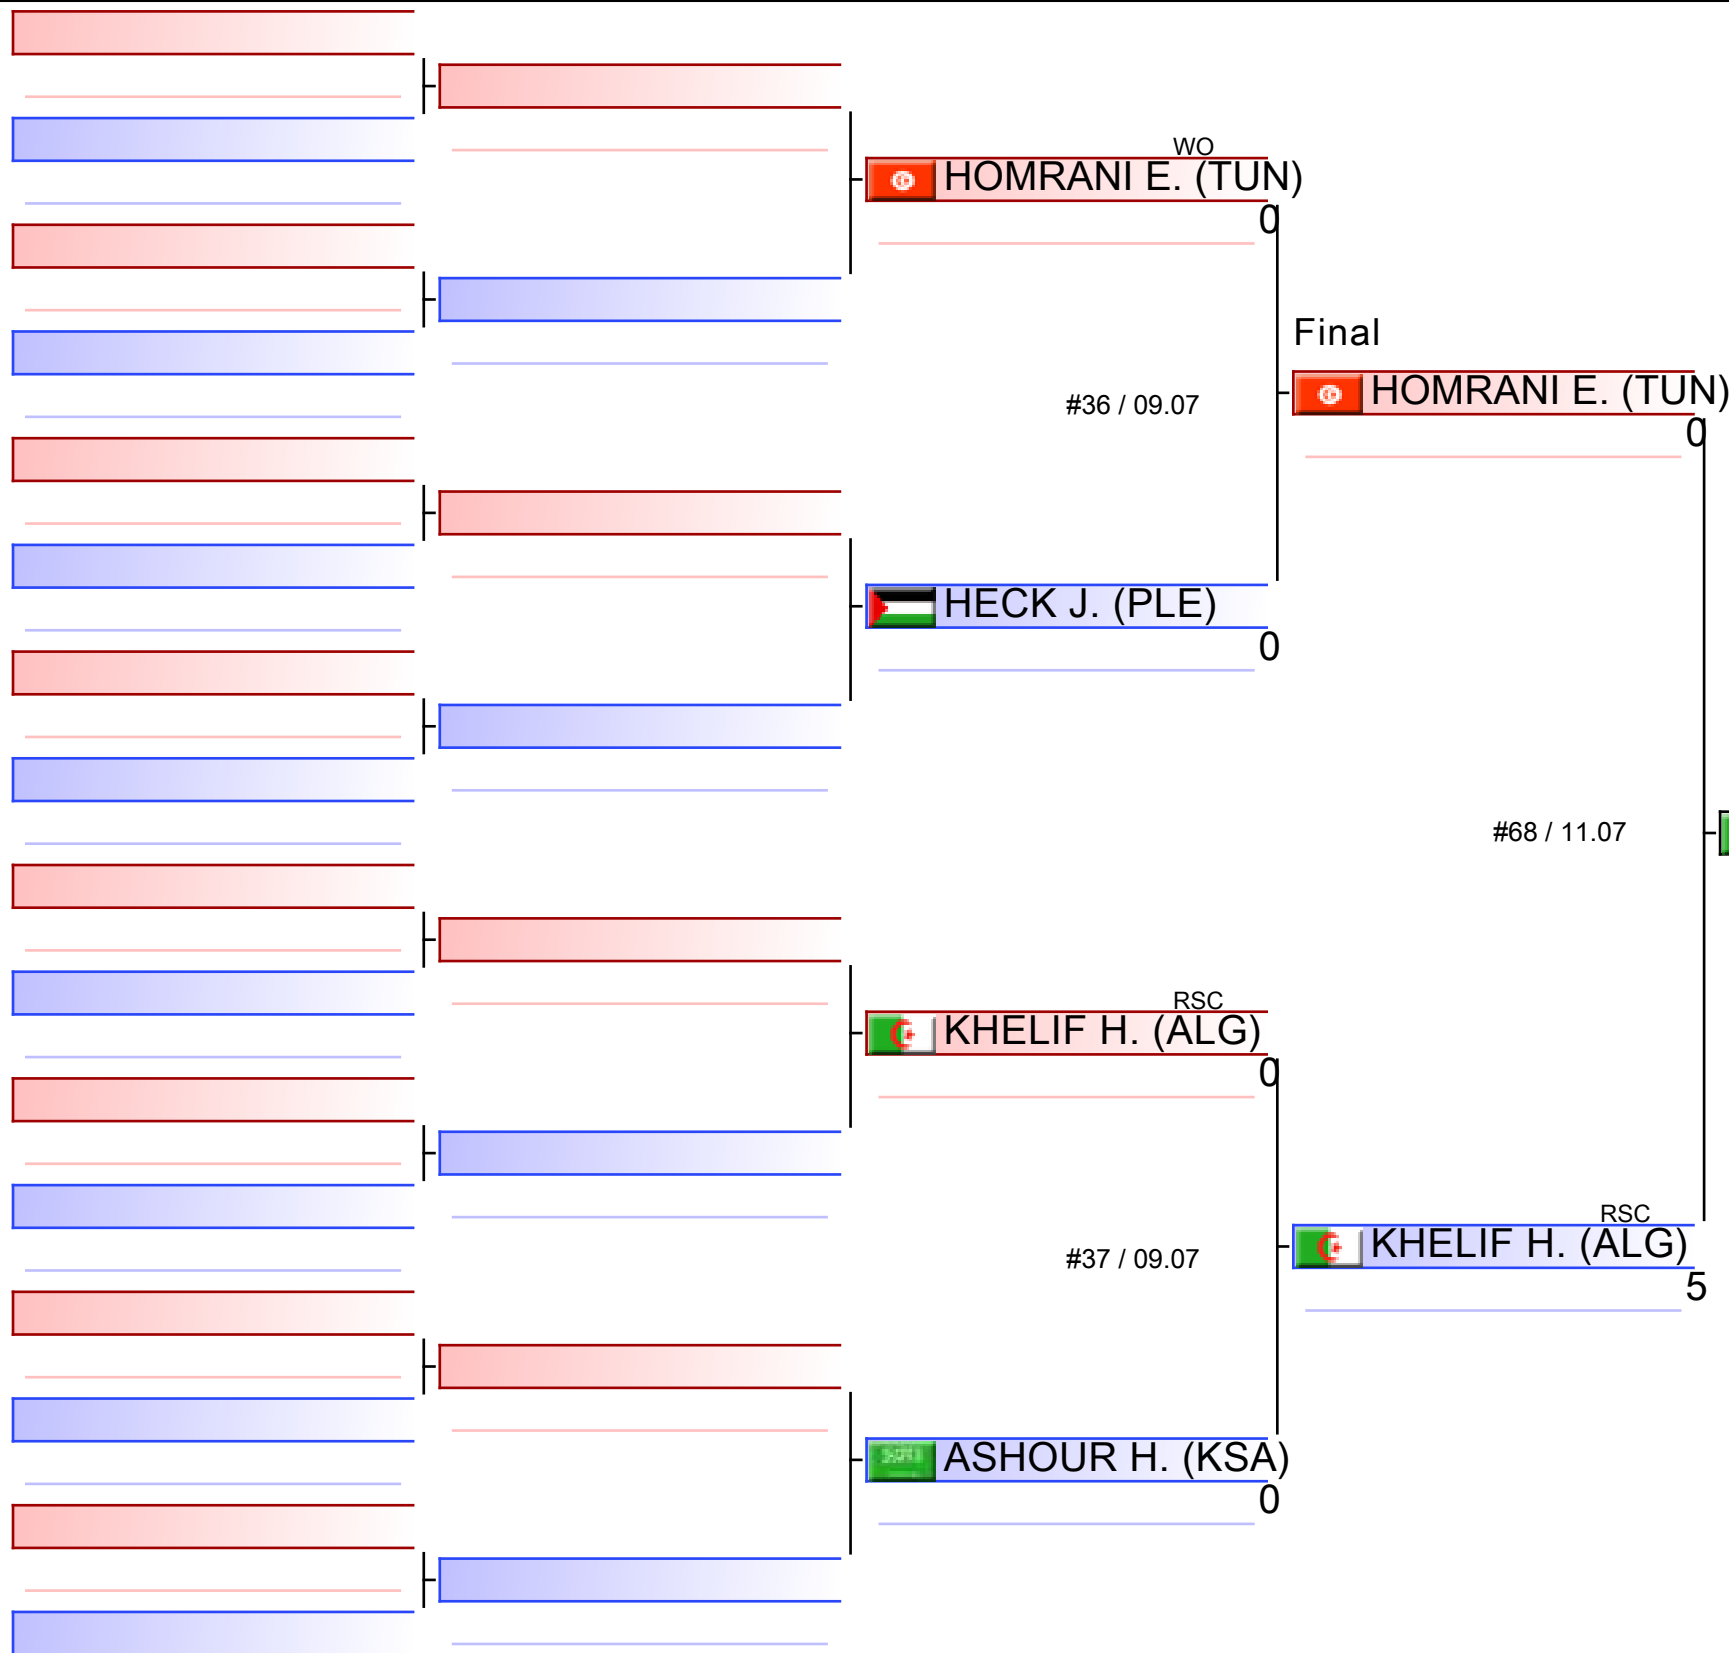 WO
HOMRANI E. (TUN)
0
Final
#36 / 09.07
HOMRANI E. (TUN)
0
HECK J. (PLE)
0
#68 / 11.07
RSC
KHELIF H. (ALG)
0
#37 / 09.07
RSC
KHELIF H. (ALG)
5
ASHOUR H. (KSA)
0